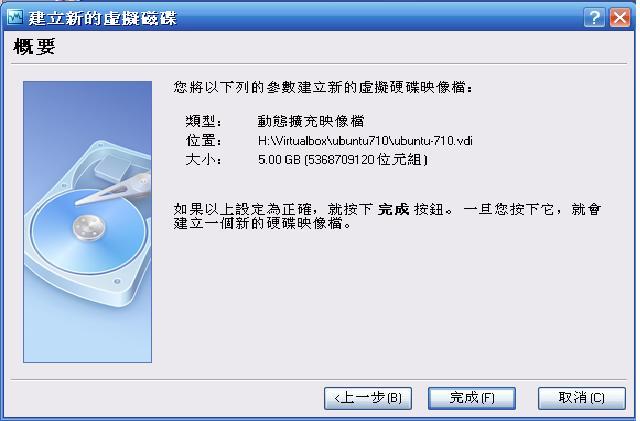 建立新的虛擬磁碟
概要
您將以下列的參數建立新的虛擬硬碟映像檔：
類型： 動態擴充映像檔
位置： H:\Virtualbox\ubuntu710\ubuntu-710.vdi
大小： 5.00 GB (5368709120 位元組)
如果以上設定為正確，就按下 完成 按鈕。 一旦您按下它，就會
建立一個新的硬碟映像檔。
<上一步(B) 完成(F) 取消(C)